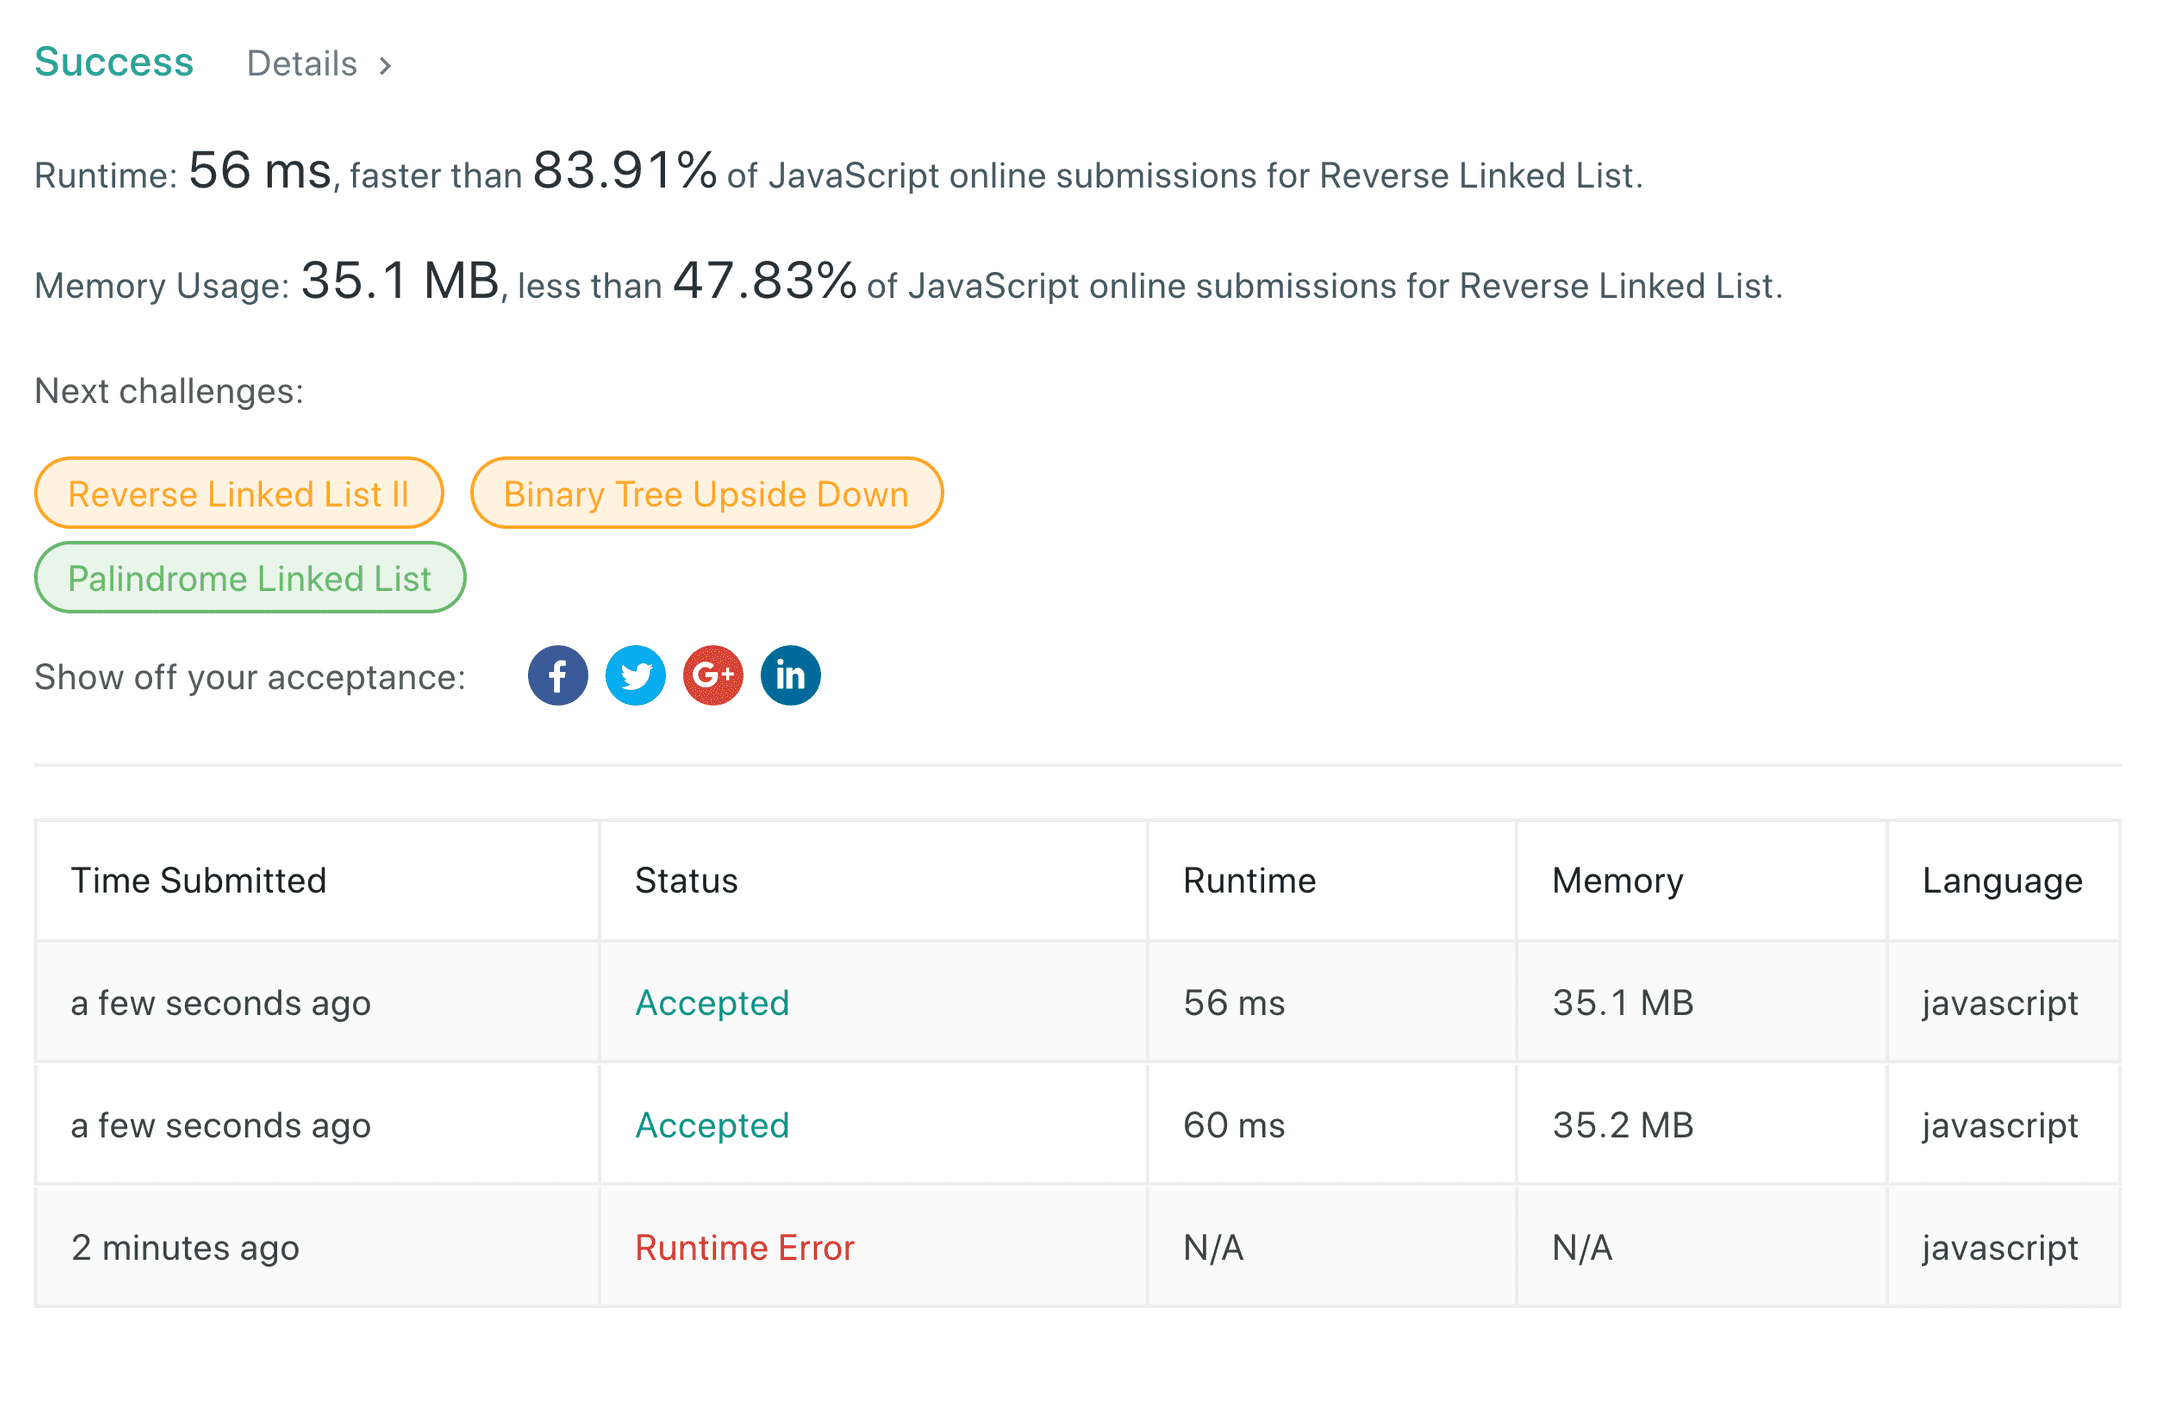 Success Details >
Runtime: 56 ms, faster than 83.91% of JavaScript online submissions for Reverse Linked List.
Memory Usage: 35.1 MB, less than 47.83% of JavaScript online submissions for Reverse Linked List.
Next challenges:
Reverse Linked List II Binary Tree Upside Down
Palindrome Linked List
Show off your acceptance: f G+ in
Time Submitted Status Runtime Memory Language
a few seconds ago Accepted 56 ms 35.1 MB javascript
a few seconds ago Accepted 60 ms 35.2 MB javascript
2 minutes ago Runtime Error N/A N/A javascript